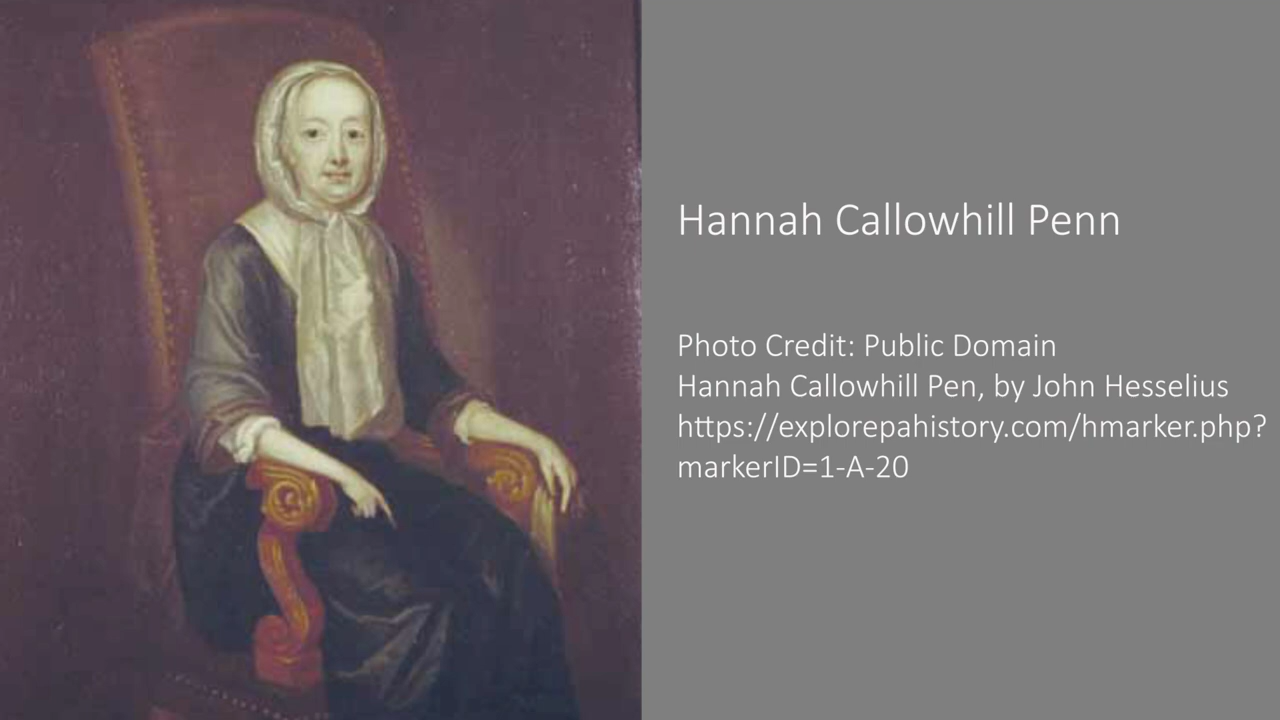 Hannah Callowhill Penn
Photo Credit: Public Domain
Hannah Callowhill Pen, by John Hesselius
https://explorepahistory.com/hmarker.php?
markerID=1-A-20